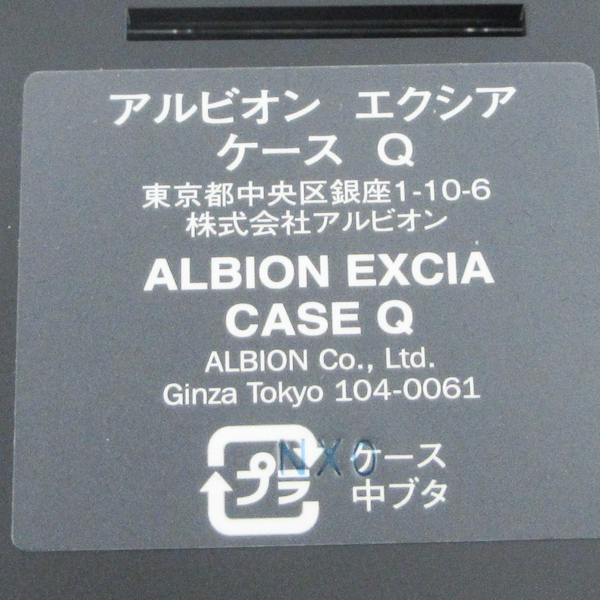 アルビオン エクシア
ケース Q
東京都中央区銀座1-10-6
株式会社アルビオン
ALBION EXCIA
CASE Q
ALBION Co., Ltd.
Ginza Tokyo 104-0061
NX0
プラ ケース
中ブタ